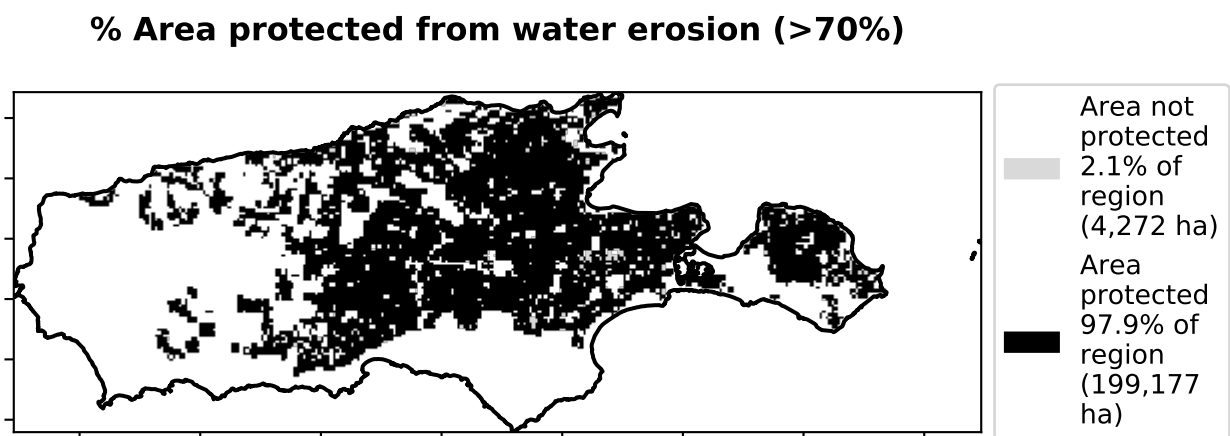 % Area protected from water erosion (>70%)
Area not
protected
2.1% of
region
(4,272 ha)
Area
protected
97.9% of
region
(199,177
ha)